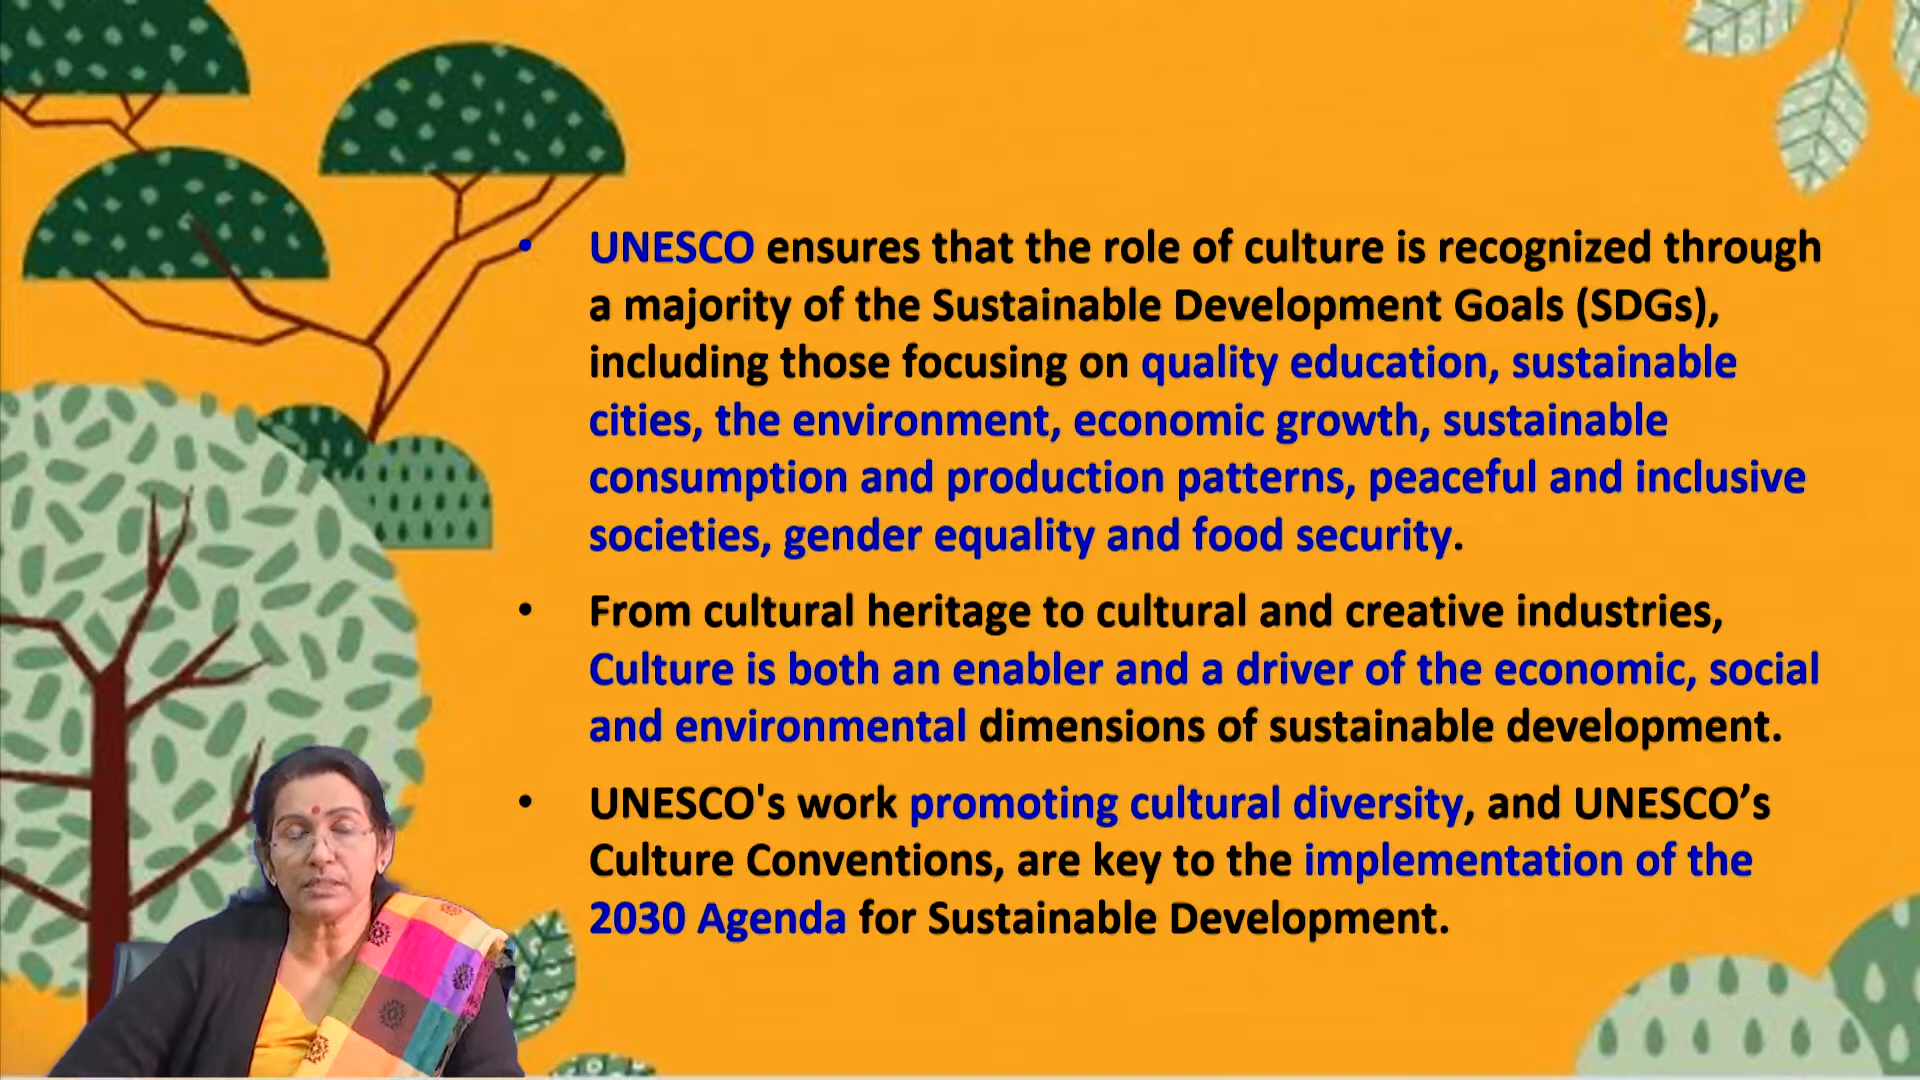 • UNESCO ensures that the role of culture is recognized through
a majority of the Sustainable Development Goals (SDGs),
including those focusing on quality education, sustainable
cities, the environment, economic growth, sustainable
consumption and production patterns, peaceful and inclusive
societies, gender equality and food security.
• From cultural heritage to cultural and creative industries,
Culture is both an enabler and a driver of the economic, social
and environmental dimensions of sustainable development.
• UNESCO's work promoting cultural diversity, and UNESCO’s
Culture Conventions, are key to the implementation of the
2030 Agenda for Sustainable Development.